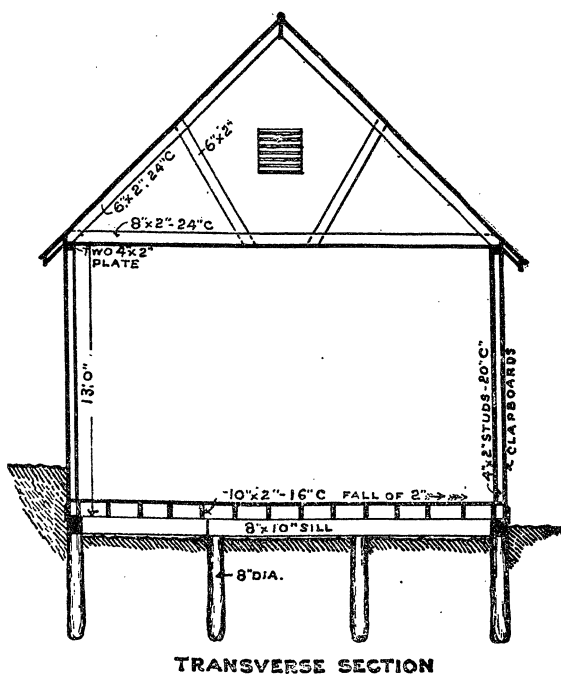 6"x2"
6"x2"-24"C
8"x2"-24"C
TWO 4"x2"
PLATE
13'0"
4"x2" STUDS-20"C
& CLAPBOARDS
10"x2"-16"C FALL OF 2"
8"x10" SILL
8" DIA.
TRANSVERSE SECTION